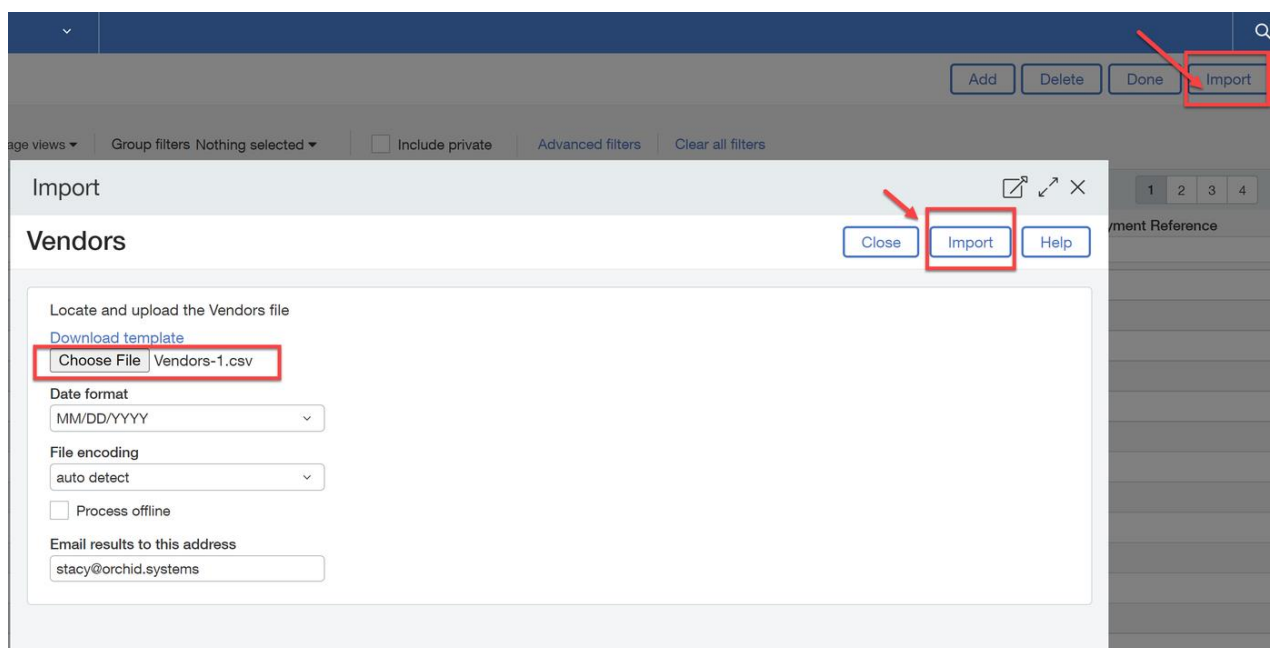 Add Delete Done Import
age views Group filters Nothing selected Include private Advanced filters Clear all filters
Import
1 2 3 4
yment Reference
Vendors
Close Import Help
Locate and upload the Vendors file
Download template
Choose File Vendors-1.csv
Date format
MM/DD/YYYY
File encoding
auto detect
Process offline
Email results to this address
stacy@orchid.systems